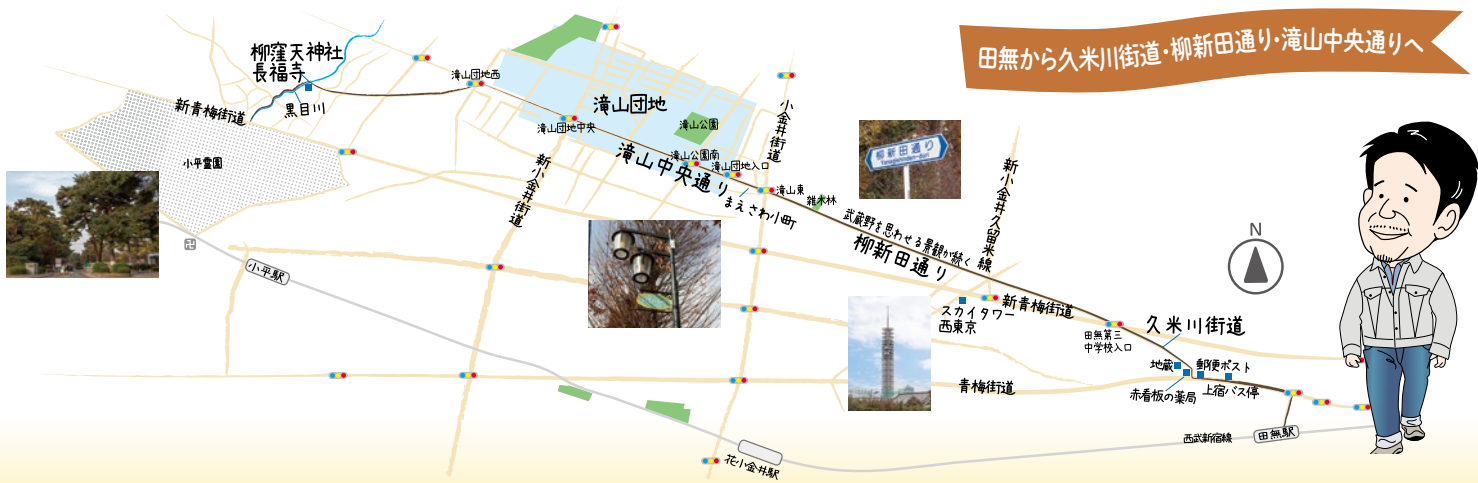 田無から久米川街道・柳新田通り・滝山中央通りへ
柳窪天神社
長福寺
黒目川
新青梅街道
小平霊園
滝山団地西
滝山団地中央
滝山団地
滝山公園
滝山公園南
滝山団地入口
滝山中央通り
小金井街道
新小金井街道
滝山東
まえさわ小町
雑木林
柳新田通り
Yanagishinden-dori
武蔵野を思わせる景観が続く
柳新田通り
新小金井久留米線
N
小平駅
スカイタワー
西東京
新青梅街道
久米川街道
田無第三
中学校入口
地蔵
郵便ポスト
赤看板の薬局
上宿バス停
青梅街道
西武新宿線
田無駅
花小金井駅